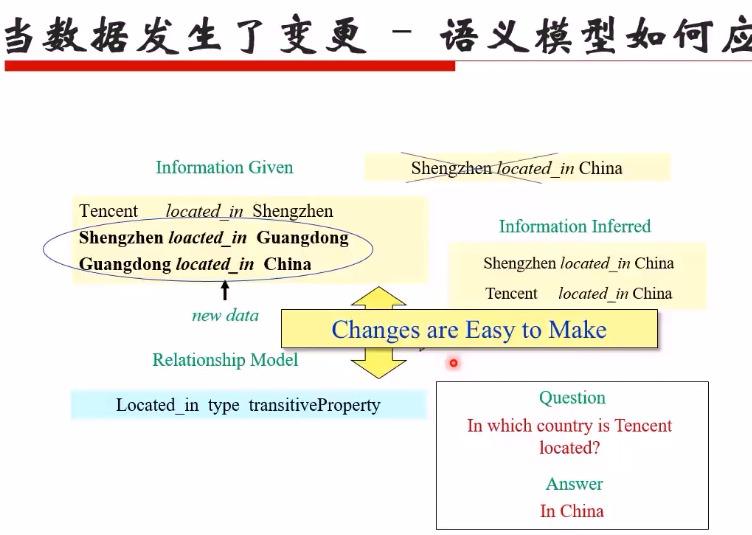 当数据发生了变更 - 语义模型如何应
Information Given
Shengzhen located_in China
Tencent located_in Shengzhen
Shengzhen loacted_in Guangdong
Guangdong located_in China
new data
Information Inferred
Shengzhen located_in China
Tencent located_in China
Changes are Easy to Make
Relationship Model
Located_in type transitiveProperty
Question
In which country is Tencent
located?
Answer
In China